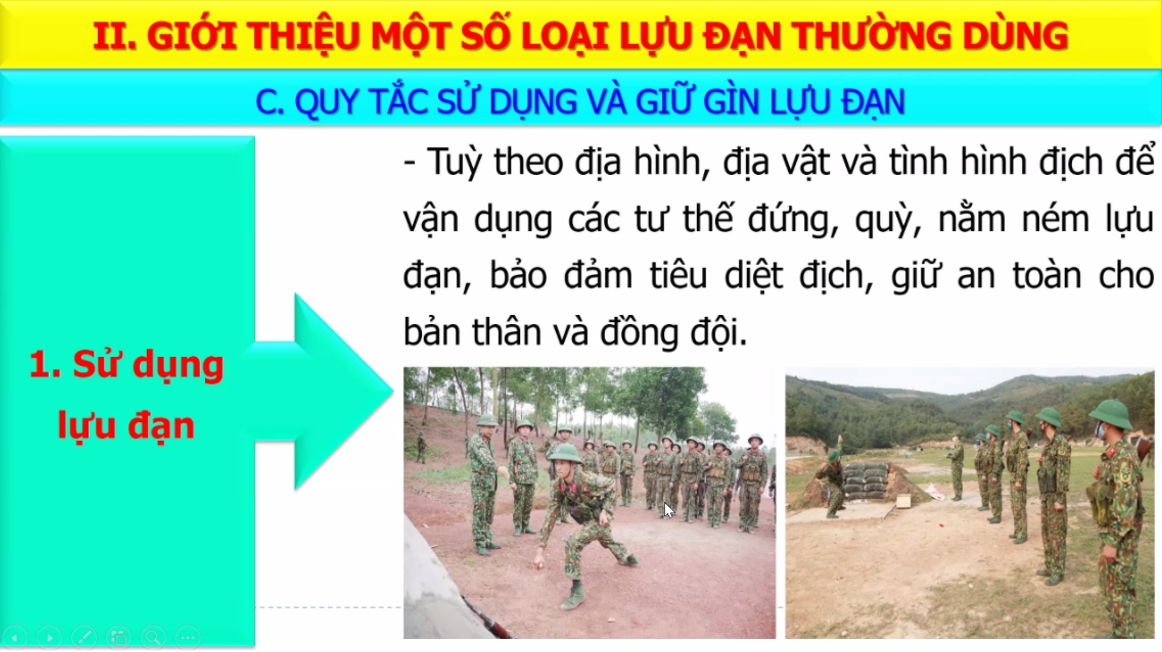 II. GIỚI THIỆU MỘT SỐ LOẠI LỰU ĐẠN THƯỜNG DÙNG
C. QUY TẮC SỬ DỤNG VÀ GIỮ GÌN LỰU ĐẠN
1. Sử dụng
lựu đạn
- Tuỳ theo địa hình, địa vật và tình hình địch để
vận dụng các tư thế đứng, quỳ, nằm ném lựu
đạn, bảo đảm tiêu diệt địch, giữ an toàn cho
bản thân và đồng đội.